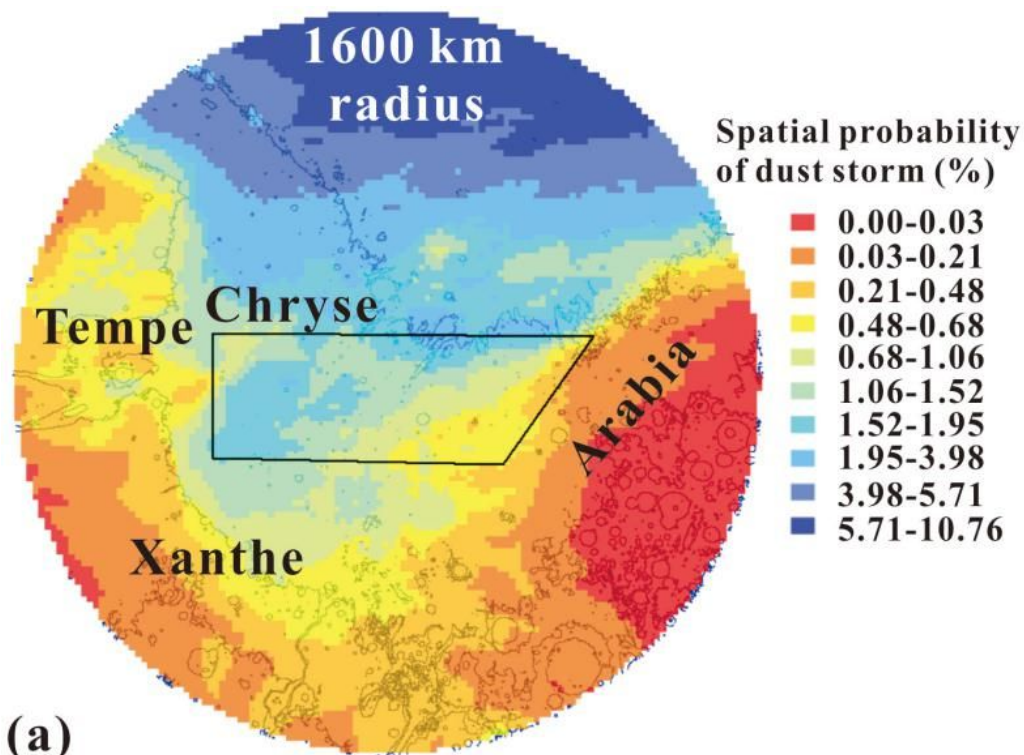 1600 km
radius
Spatial probability
of dust storm (%)
0.00-0.03
0.03-0.21
0.21-0.48
0.48-0.68
0.68-1.06
1.06-1.52
1.52-1.95
1.95-3.98
3.98-5.71
5.71-10.76
Chryse
Tempe
Arabia
Xanthe
(a)